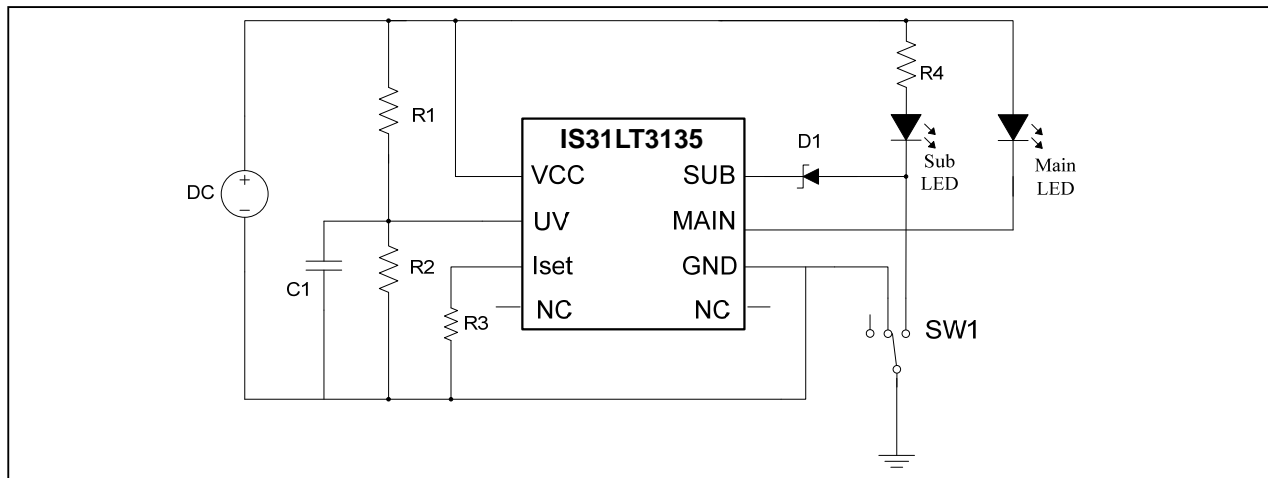 R4
R1
IS31LT3135
D1
VCC
SUB
Sub
LED
Main
LED
DC
+
−
UV
MAIN
R2
Iset
GND
C1
R3
NC
NC
SW1